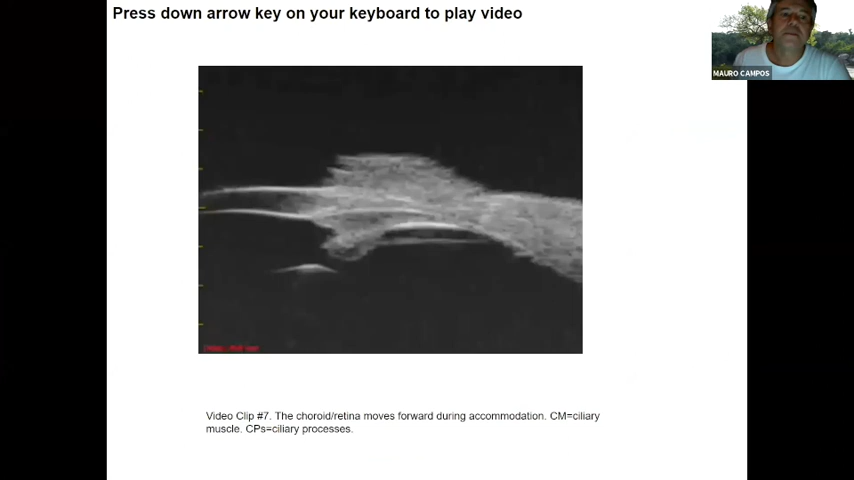 Press down arrow key on your keyboard to play video
MAURO CAMPOS
Video Clip #7. The choroid/retina moves forward during accommodation. CM=ciliary
muscle. CPs=ciliary processes.